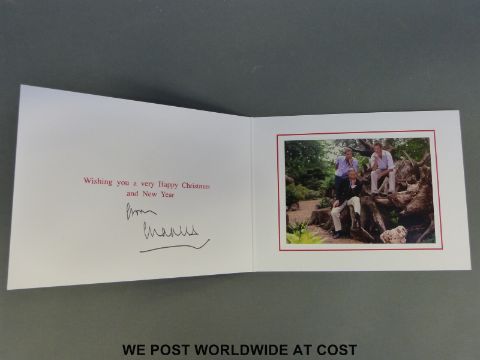 Wishing you a very Happy Christmas
and New Year
from
Charles
WE POST WORLDWIDE AT COST